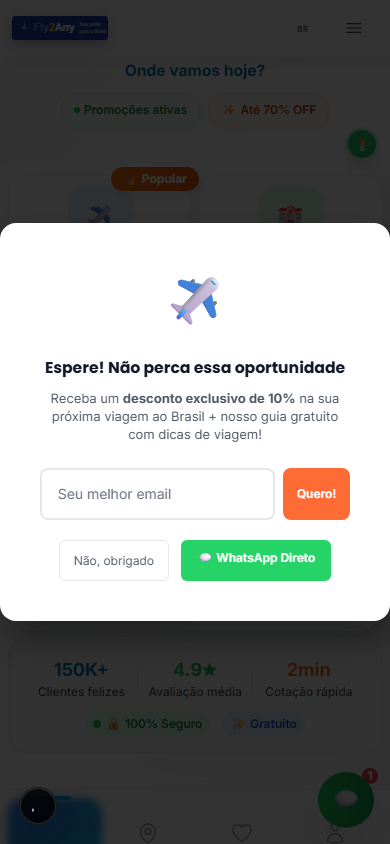 Fly2Any
BR
Onde vamos hoje?
Promoções ativas
Até 70% OFF
Popular
Espere! Não perca essa oportunidade
Receba um desconto exclusivo de 10% na sua
próxima viagem ao Brasil + nosso guia gratuito
com dicas de viagem!
Seu melhor email
Quero!
Não, obrigado
WhatsApp Direto
150K+
4.9★
2min
Clientes felizes
Avaliação média
Cotação rápida
100% Seguro
Gratuito
1